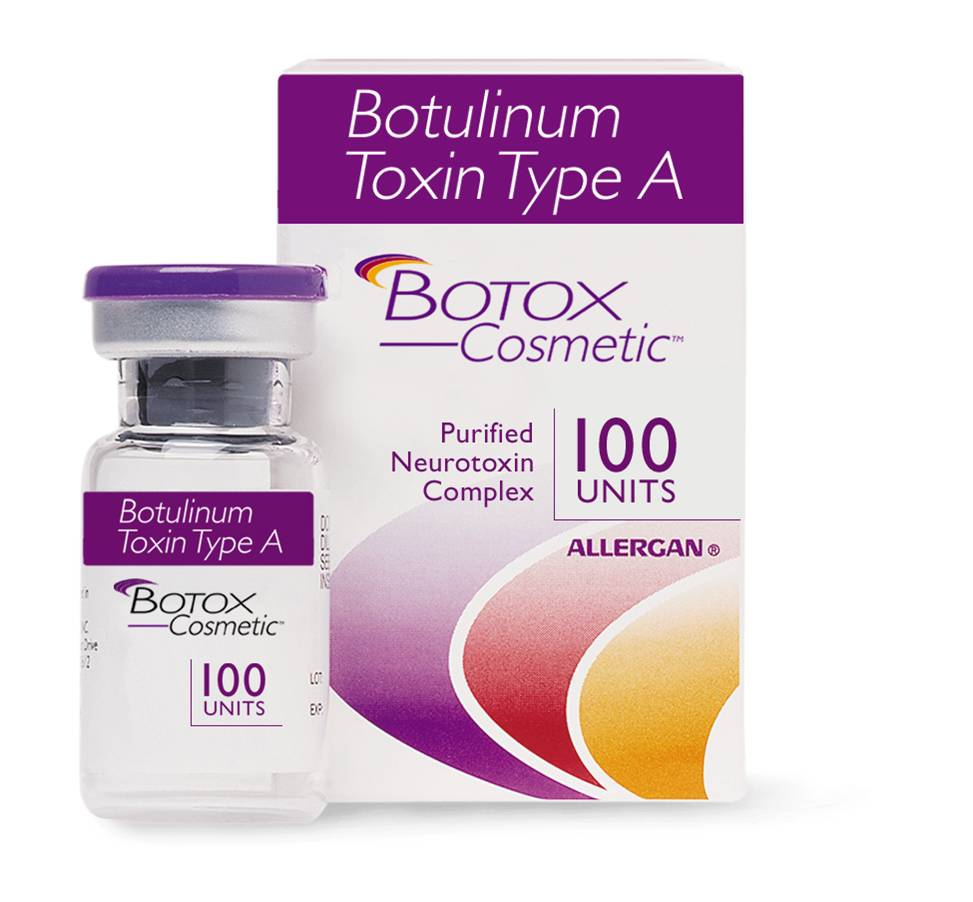 Botulinum
Toxin Type A
BOTOX
Cosmetic™
Purified
Neurotoxin
Complex
100
UNITS
ALLERGAN ®
Botulinum
Toxin Type A
BOTOX
Cosmetic™
100
UNITS
Drive
LOT
EXP: